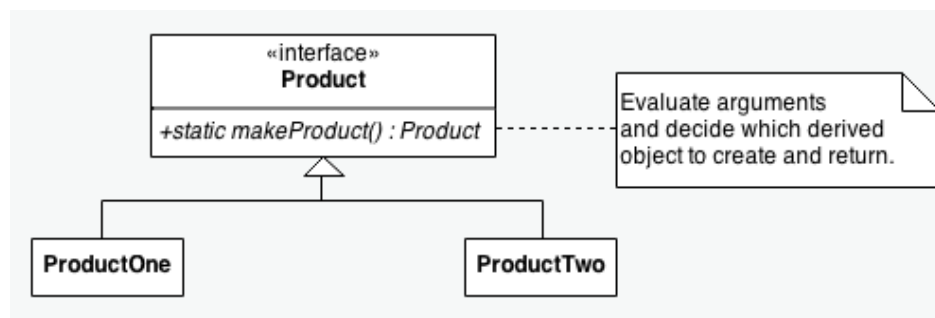 «interface»
Product
+static makeProduct() : Product
Evaluate arguments
and decide which derived
object to create and return.
ProductOne
ProductTwo